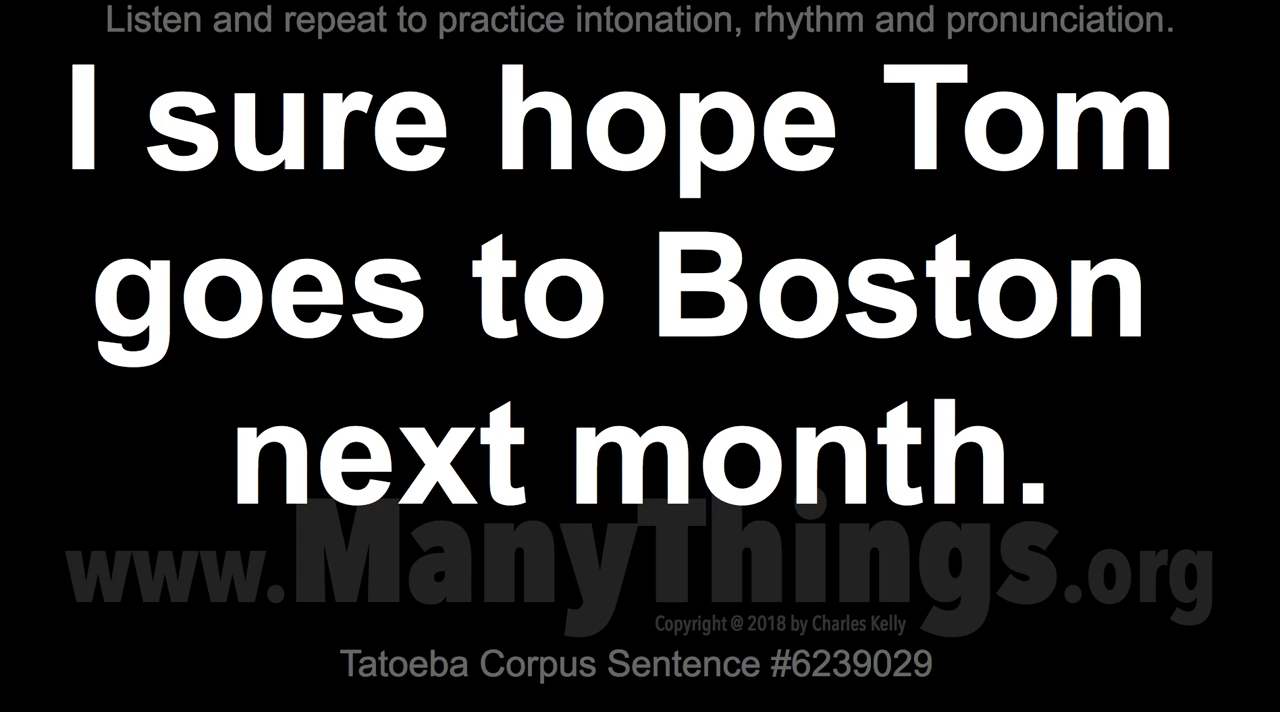 Listen and repeat to practice intonation, rhythm and pronunciation.
I sure hope Tom
goes to Boston
next month.
www.ManyThings.org
Copyright @ 2018 by Charles Kelly
Tatoeba Corpus Sentence #6239029